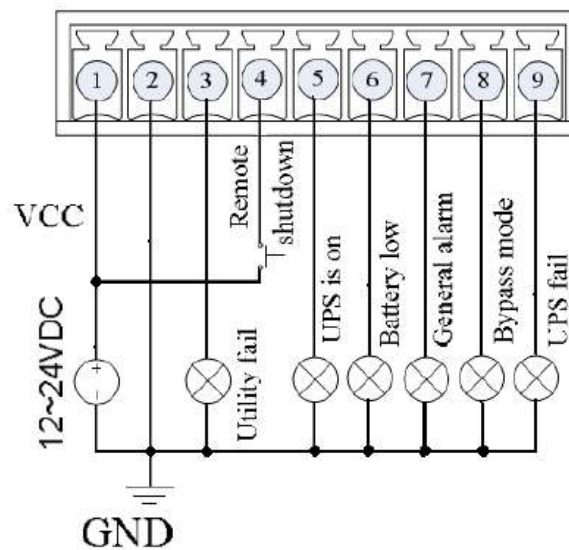 1 2 3 4 5 6 7 8 9
VCC
Remote
shutdown
12~24VDC
Utility fail
UPS is on
Battery low
General alarm
Bypass mode
UPS fail
+
-
GND